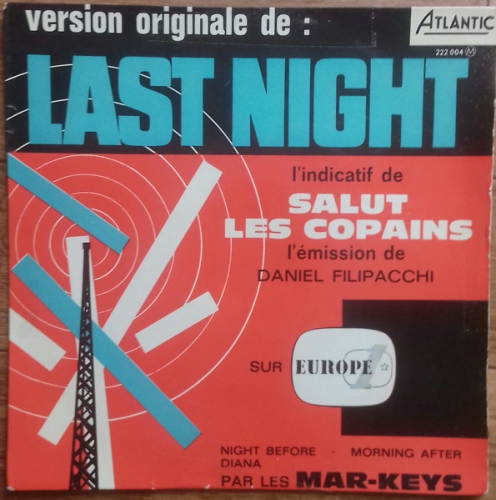 version originale de :
ATLANTIC
222 004 M
LAST NIGHT
l'indicatif de
SALUT
LES COPAINS
l'émission de
DANIEL FILIPACCHI
SUR EUROPE 1
NIGHT BEFORE - MORNING AFTER
DIANA
PAR LES MAR-KEYS